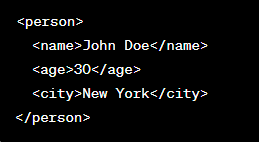 <person>
  <name>John Doe</name>
  <age>30</age>
  <city>New York</city>
</person>